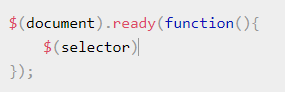 $(document).ready(function(){
$(selector)
});